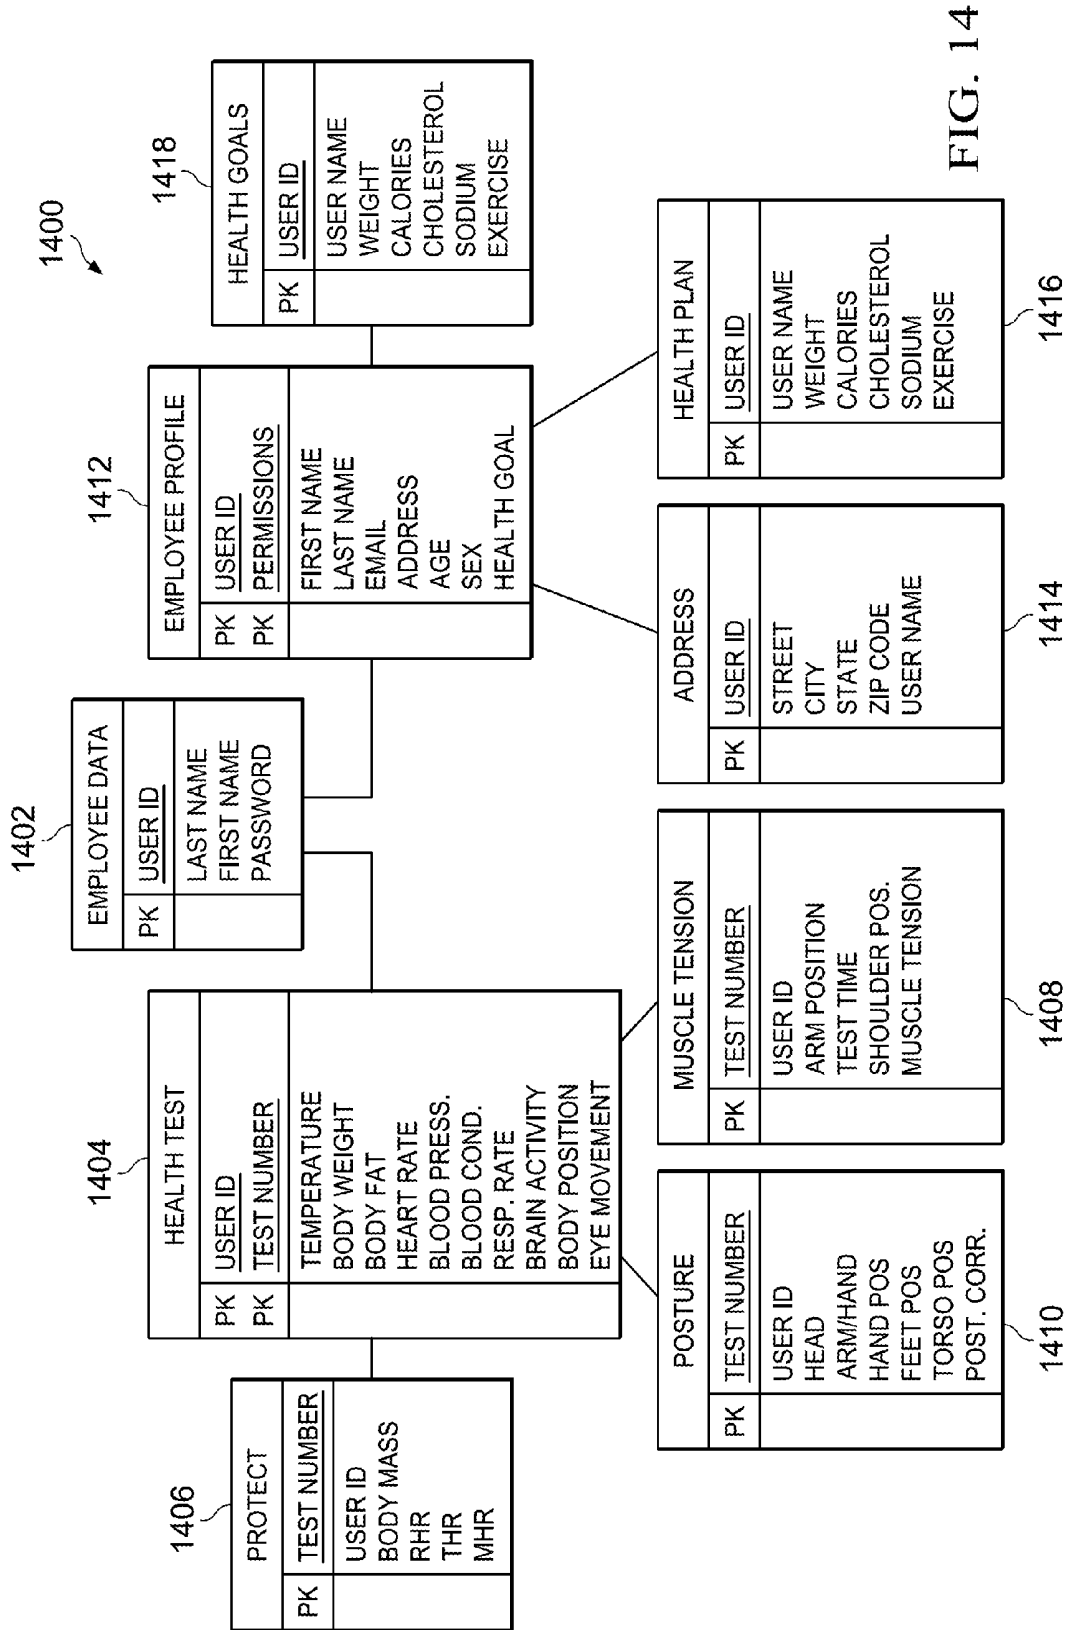 1400
1402
EMPLOYEE DATA
PK USER ID
LAST NAME
FIRST NAME
PASSWORD
1404
HEALTH TEST
PK USER ID
PK TEST NUMBER
TEMPERATURE
BODY WEIGHT
BODY FAT
HEART RATE
BLOOD PRESS.
BLOOD COND.
RESP. RATE
BRAIN ACTIVITY
BODY POSITION
EYE MOVEMENT
1412
EMPLOYEE PROFILE
PK USER ID
PK PERMISSIONS
FIRST NAME
LAST NAME
EMAIL
ADDRESS
AGE
SEX
HEALTH GOAL
1406
PROTECT
PK TEST NUMBER
USER ID
BODY MASS
RHR
THR
MHR
1418
HEALTH GOALS
PK USER ID
USER NAME
WEIGHT
CALORIES
CHOLESTEROL
SODIUM
EXERCISE
POSTURE
PK TEST NUMBER
USER ID
HEAD
ARM/HAND
HAND POS
FEET POS
TORSO POS
POST. CORR.
1410
MUSCLE TENSION
PK TEST NUMBER
USER ID
ARM POSITION
TEST TIME
SHOULDER POS.
MUSCLE TENSION
1408
ADDRESS
PK USER ID
STREET
CITY
STATE
ZIP CODE
USER NAME
1414
HEALTH PLAN
PK USER ID
USER NAME
WEIGHT
CALORIES
CHOLESTEROL
SODIUM
EXERCISE
1416
FIG. 14